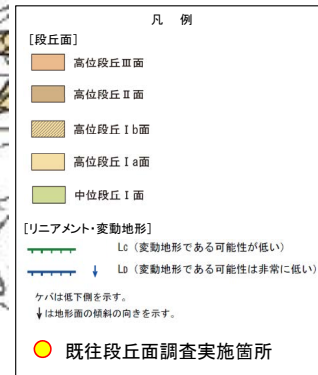 凡 例
[段丘面]
高位段丘Ⅲ面
高位段丘Ⅱ面
高位段丘Ⅰb面
高位段丘Ⅰa面
中位段丘Ⅰ面
[リニアメント・変動地形]
LC (変動地形である可能性が低い)
LD (変動地形である可能性は非常に低い)
ケバは低下側を示す。
↓は地形面の傾斜の向きを示す。
既往段丘面調査実施箇所